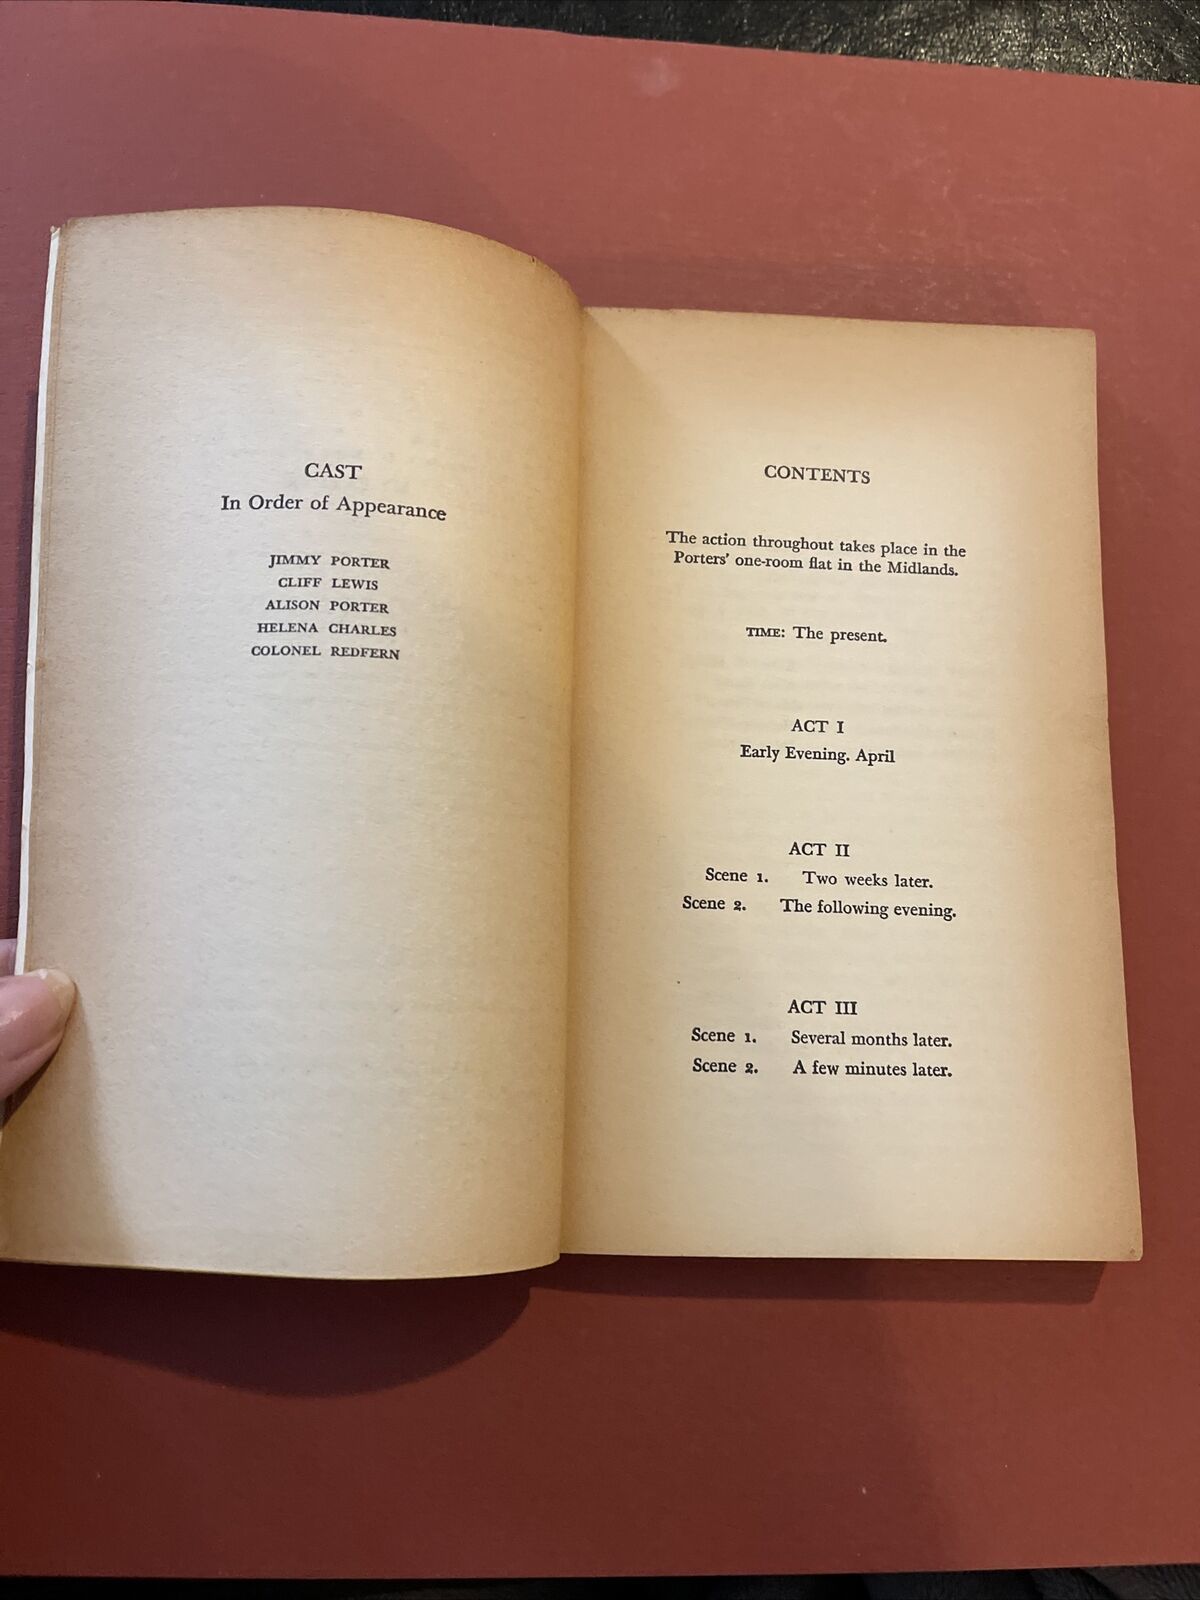 CAST
In Order of Appearance
JIMMY PORTER
CLIFF LEWIS
ALISON PORTER
HELENA CHARLES
COLONEL REDFERN
CONTENTS
The action throughout takes place in the
Porters' one-room flat in the Midlands.
TIME: The present.
ACT I
Early Evening. April
ACT II
Scene 1. Two weeks later.
Scene 2. The following evening.
ACT III
Scene 1. Several months later.
Scene 2. A few minutes later.